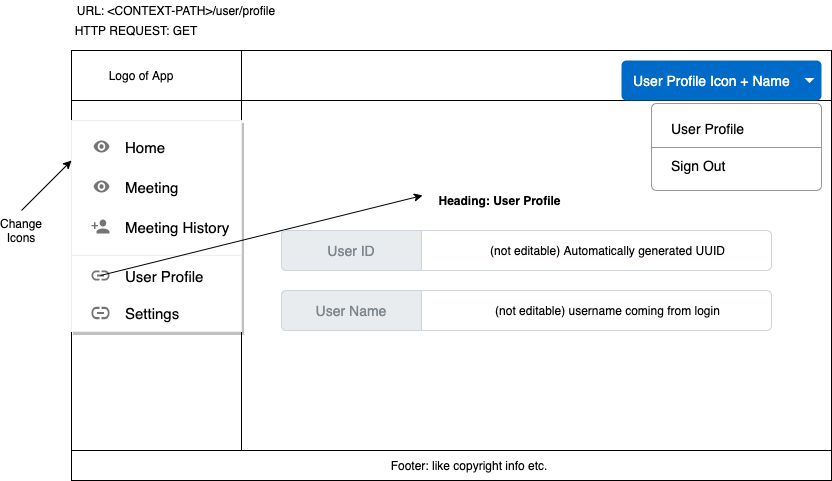 URL: <CONTEXT-PATH>/user/profile
HTTP REQUEST: GET
Logo of App
User Profile Icon + Name
User Profile
Sign Out
Home
Meeting
Meeting History
User Profile
Settings
Change
Icons
Heading: User Profile
User ID
(not editable) Automatically generated UUID
User Name
(not editable) username coming from login
Footer: like copyright info etc.